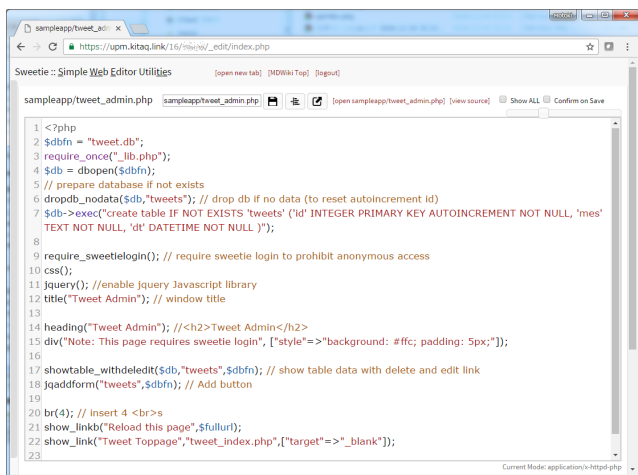 sampleapp/tweet_adm
https://upm.kitaq.link/16/ /_edit/index.php
Sweetie :: Simple Web Editor Utilities [open new tab] [MDWiki Top] [logout]
sampleapp/tweet_admin.php sampleapp/tweet_admin.php [open sampleapp/tweet_admin.php] [view source] Show ALL Confirm on Save
1 <?php
2 $dbfn = "tweet.db";
3 require_once("_lib.php");
4 $db = dbopen($dbfn);
5 // prepare database if not exists
6 dropdb_nodata($db,"tweets"); // drop db if no data (to reset autoincrement id)
7 $db->exec("create table IF NOT EXISTS 'tweets' ('id' INTEGER PRIMARY KEY AUTOINCREMENT NOT NULL, 'mes'
TEXT NOT NULL, 'dt' DATETIME NOT NULL )");
8
9 require_sweetielogin(); // require sweetie login to prohibit anonymous access
10 css();
11 jquery(); //enable jquery Javascript library
12 title("Tweet Admin"); // window title
13
14 heading("Tweet Admin"); //<h2>Tweet Admin</h2>
15 div("Note: This page requires sweetie login", ["style"=>"background: #ffc; padding: 5px;"]);
16
17 showtable_withdeledit($db,"tweets",$dbfn); // show table data with delete and edit link
18 jqaddform("tweets",$dbfn); // Add button
19
20 br(4); // insert 4 <br>s
21 show_linkb("Reload this page",$fullurl);
22 show_link("Tweet Toppage","tweet_index.php",["target"=>"_blank"]);
23
Current Mode: application/x-httpd-php